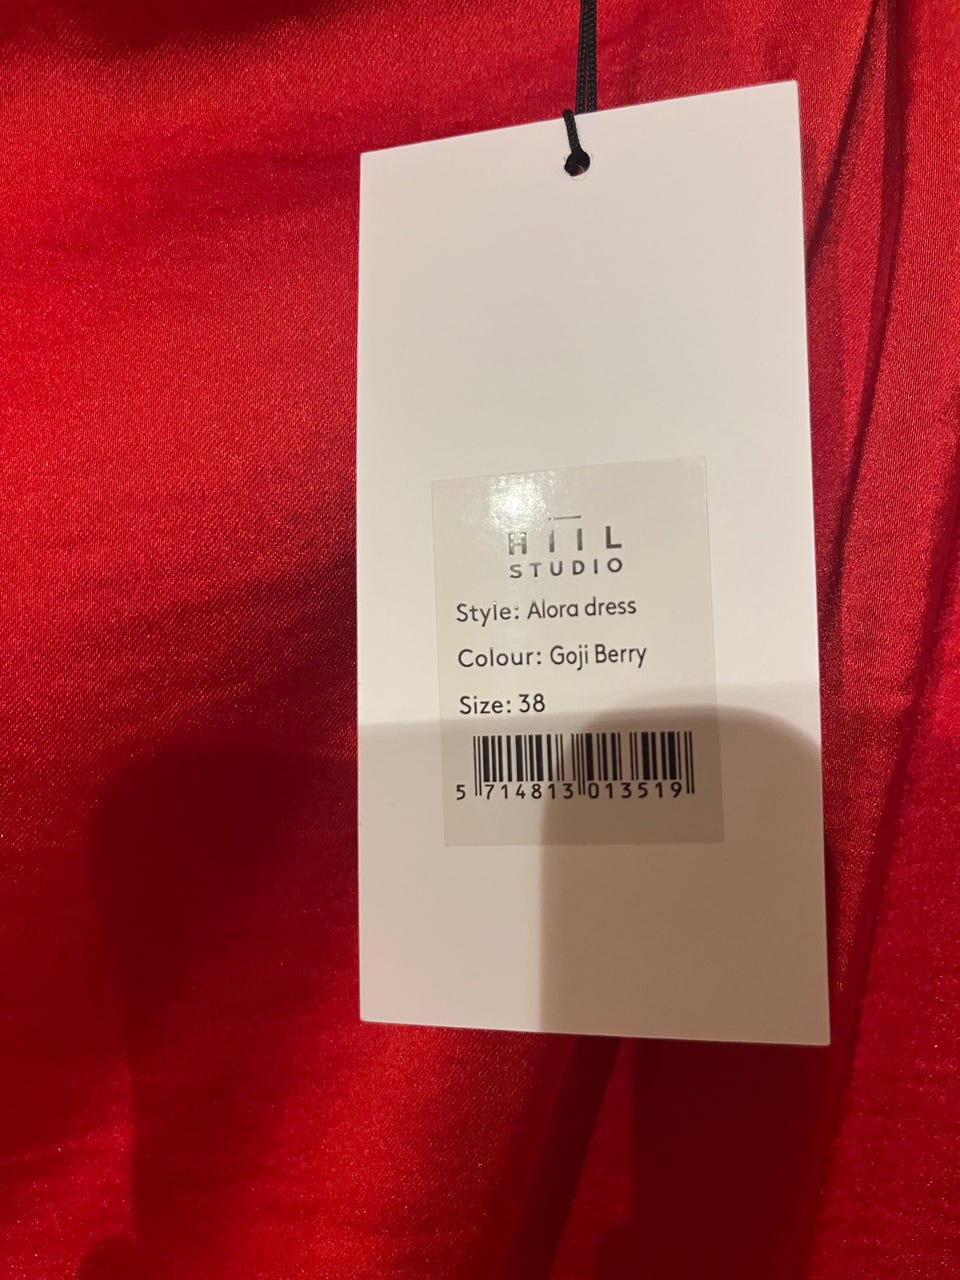 HIIL
STUDIO
Style: Alora dress
Colour: Goji Berry
Size: 38
5 714813 013519